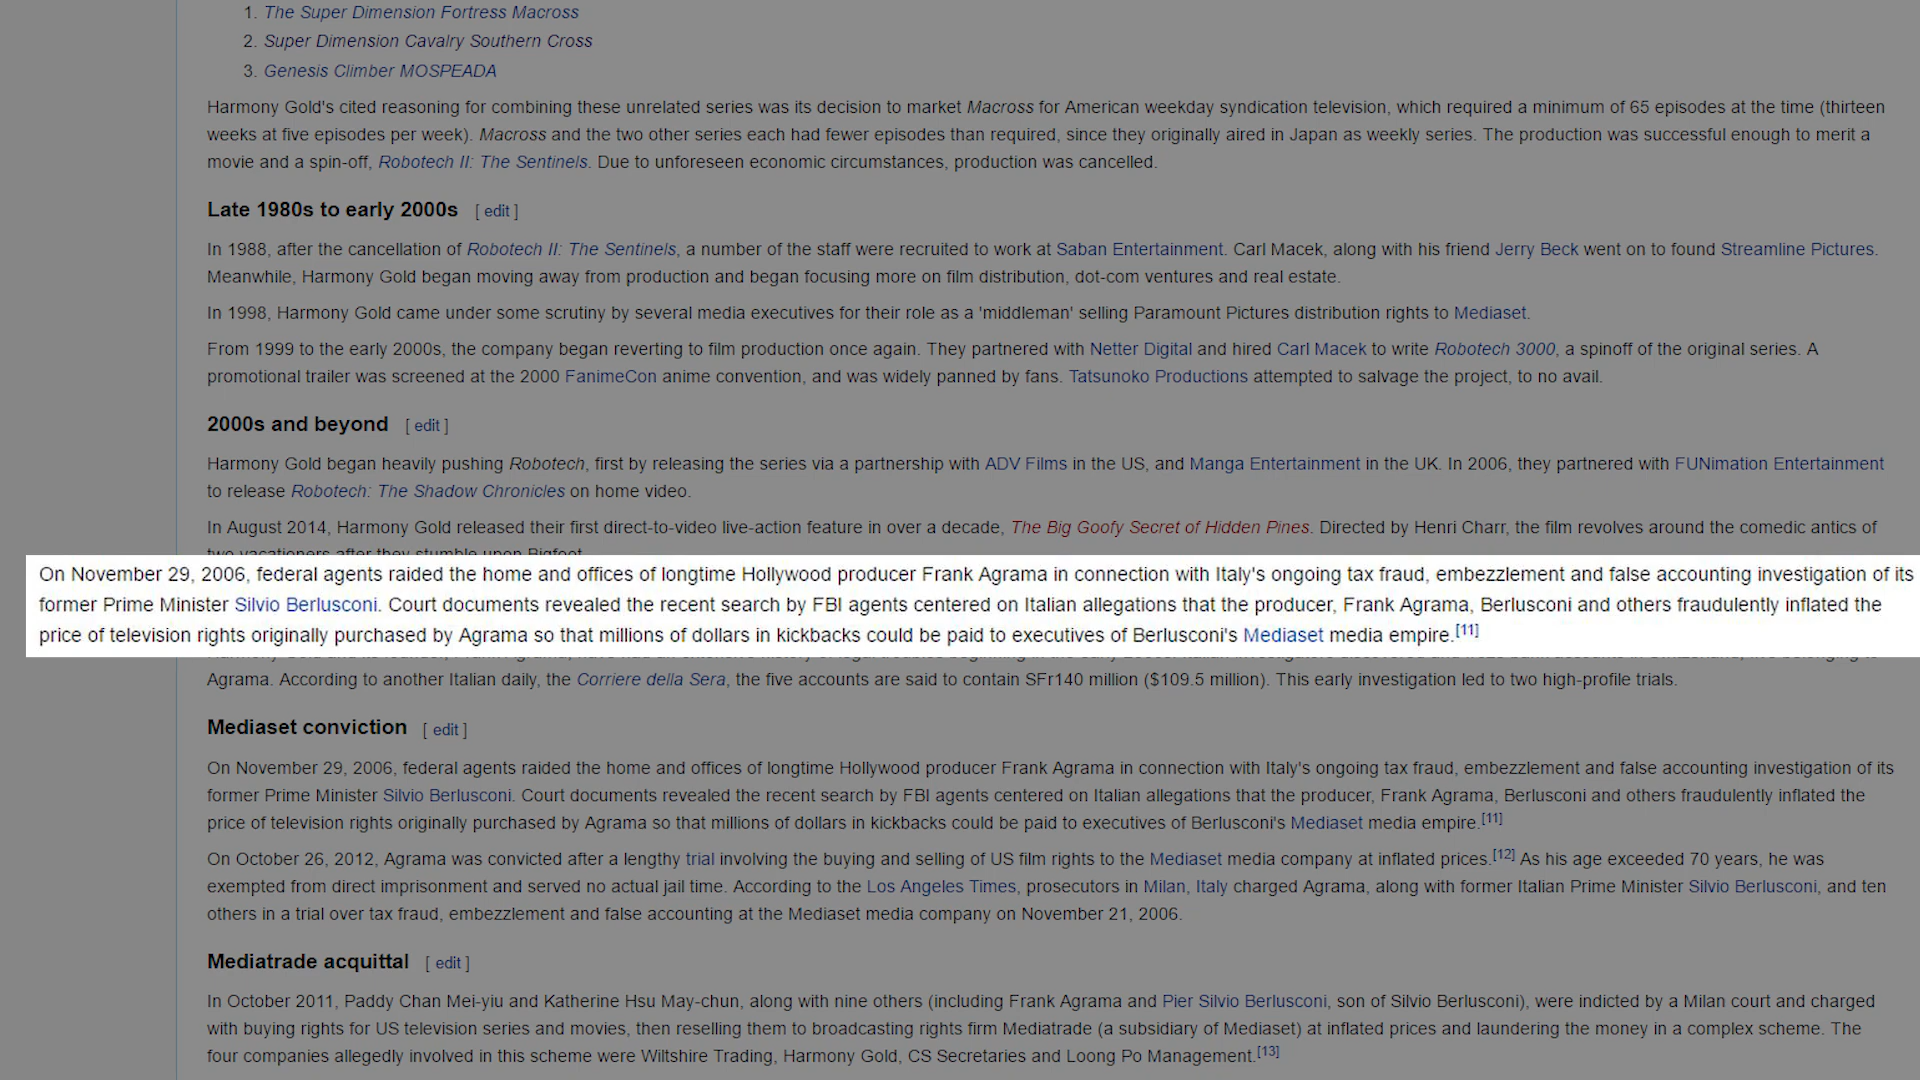 1. The Super Dimension Fortress Macross
2. Super Dimension Cavalry Southern Cross
3. Genesis Climber MOSPEADA
Harmony Gold's cited reasoning for combining these unrelated series was its decision to market Macross for American weekday syndication television, which required a minimum of 65 episodes at the time (thirteen
weeks at five episodes per week). Macross and the two other series each had fewer episodes than required, since they originally aired in Japan as weekly series. The production was successful enough to merit a
movie and a spin-off, Robotech II: The Sentinels. Due to unforeseen economic circumstances, production was cancelled.
Late 1980s to early 2000s [ edit ]
In 1988, after the cancellation of Robotech II: The Sentinels, a number of the staff were recruited to work at Saban Entertainment. Carl Macek, along with his friend Jerry Beck went on to found Streamline Pictures.
Meanwhile, Harmony Gold began moving away from production and began focusing more on film distribution, dot-com ventures and real estate.
In 1998, Harmony Gold came under some scrutiny by several media executives for their role as a 'middleman' selling Paramount Pictures distribution rights to Mediaset.
From 1999 to the early 2000s, the company began reverting to film production once again. They partnered with Netter Digital and hired Carl Macek to write Robotech 3000, a spinoff of the original series. A
promotional trailer was screened at the 2000 FanimeCon anime convention, and was widely panned by fans. Tatsunoko Productions attempted to salvage the project, to no avail.
2000s and beyond [ edit ]
Harmony Gold began heavily pushing Robotech, first by releasing the series via a partnership with ADV Films in the US, and Manga Entertainment in the UK. In 2006, they partnered with FUNimation Entertainment
to release Robotech: The Shadow Chronicles on home video.
In August 2014, Harmony Gold released their first direct-to-video live-action feature in over a decade, The Big Goofy Secret of Hidden Pines. Directed by Henri Charr, the film revolves around the comedic antics of
two vacationers after they stumble upon Bigfoot.
On November 29, 2006, federal agents raided the home and offices of longtime Hollywood producer Frank Agrama in connection with Italy's ongoing tax fraud, embezzlement and false accounting investigation of its
former Prime Minister Silvio Berlusconi. Court documents revealed the recent search by FBI agents centered on Italian allegations that the producer, Frank Agrama, Berlusconi and others fraudulently inflated the
price of television rights originally purchased by Agrama so that millions of dollars in kickbacks could be paid to executives of Berlusconi's Mediaset media empire.[11]
Agrama. According to another Italian daily, the Corriere della Sera, the five accounts are said to contain SFr140 million ($109.5 million). This early investigation led to two high-profile trials.
Mediaset conviction [ edit ]
On November 29, 2006, federal agents raided the home and offices of longtime Hollywood producer Frank Agrama in connection with Italy's ongoing tax fraud, embezzlement and false accounting investigation of its
former Prime Minister Silvio Berlusconi. Court documents revealed the recent search by FBI agents centered on Italian allegations that the producer, Frank Agrama, Berlusconi and others fraudulently inflated the
price of television rights originally purchased by Agrama so that millions of dollars in kickbacks could be paid to executives of Berlusconi's Mediaset media empire.[11]
On October 26, 2012, Agrama was convicted after a lengthy trial involving the buying and selling of US film rights to the Mediaset media company at inflated prices.[12] As his age exceeded 70 years, he was
exempted from direct imprisonment and served no actual jail time. According to the Los Angeles Times, prosecutors in Milan, Italy charged Agrama, along with former Italian Prime Minister Silvio Berlusconi, and ten
others in a trial over tax fraud, embezzlement and false accounting at the Mediaset media company on November 21, 2006.
Mediatrade acquittal [ edit ]
In October 2011, Paddy Chan Mei-yiu and Katherine Hsu May-chun, along with nine others (including Frank Agrama and Pier Silvio Berlusconi, son of Silvio Berlusconi), were indicted by a Milan court and charged
with buying rights for US television series and movies, then reselling them to broadcasting rights firm Mediatrade (a subsidiary of Mediaset) at inflated prices and laundering the money in a complex scheme. The
four companies allegedly involved in this scheme were Wiltshire Trading, Harmony Gold, CS Secretaries and Loong Po Management.[13]